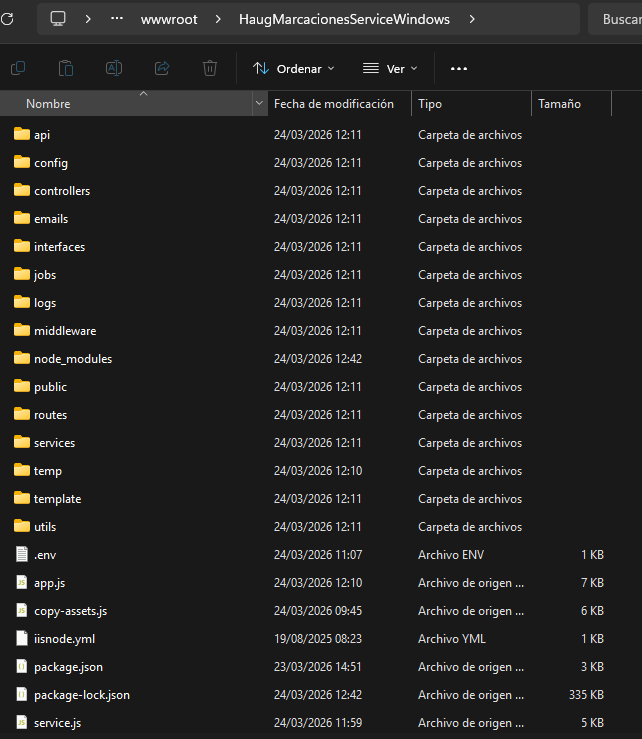 ··· wwwroot HaugMarcacionesServiceWindows Buscar
Ordenar Ver ···
Nombre Fecha de modificación Tipo Tamaño
api 24/03/2026 12:11 Carpeta de archivos
config 24/03/2026 12:11 Carpeta de archivos
controllers 24/03/2026 12:11 Carpeta de archivos
emails 24/03/2026 12:11 Carpeta de archivos
interfaces 24/03/2026 12:11 Carpeta de archivos
jobs 24/03/2026 12:11 Carpeta de archivos
logs 24/03/2026 12:11 Carpeta de archivos
middleware 24/03/2026 12:11 Carpeta de archivos
node_modules 24/03/2026 12:42 Carpeta de archivos
public 24/03/2026 12:11 Carpeta de archivos
routes 24/03/2026 12:11 Carpeta de archivos
services 24/03/2026 12:11 Carpeta de archivos
temp 24/03/2026 12:10 Carpeta de archivos
template 24/03/2026 12:11 Carpeta de archivos
utils 24/03/2026 12:11 Carpeta de archivos
.env 24/03/2026 11:07 Archivo ENV 1 KB
app.js 24/03/2026 12:10 Archivo de origen ... 7 KB
copy-assets.js 24/03/2026 09:45 Archivo de origen ... 6 KB
iisnode.yml 19/08/2025 08:23 Archivo YML 1 KB
package.json 23/03/2026 14:51 Archivo de origen ... 3 KB
package-lock.json 24/03/2026 12:42 Archivo de origen ... 335 KB
service.js 24/03/2026 11:59 Archivo de origen ... 5 KB